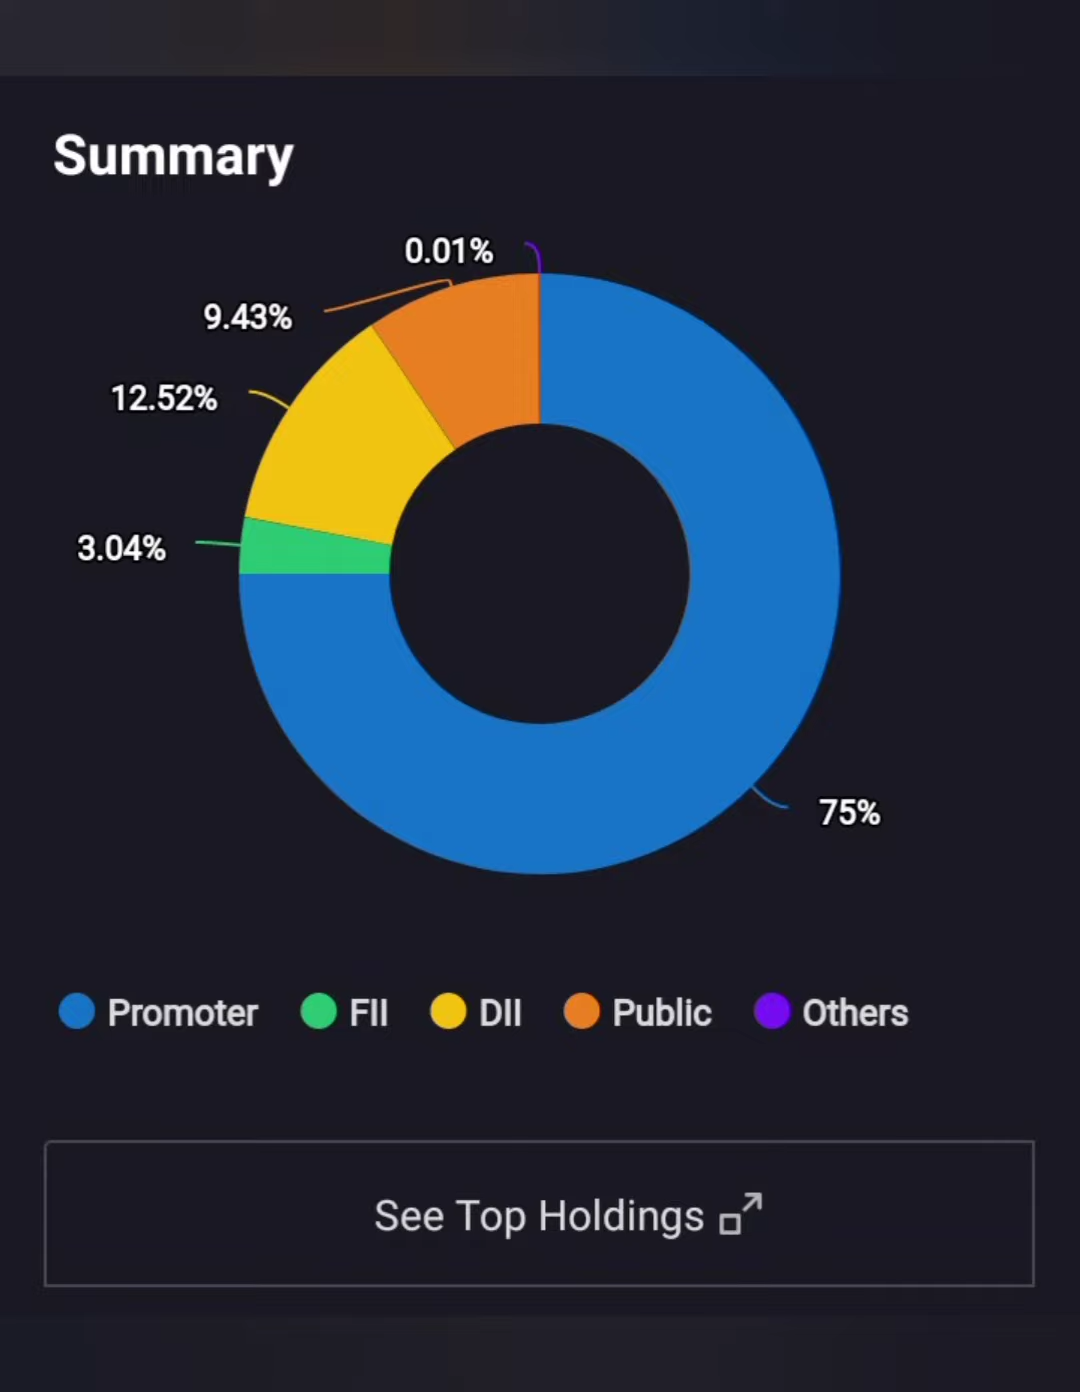 Summary
0.01%
9.43%
12.52%
3.04%
75%
Promoter FII DII Public Others
See Top Holdings